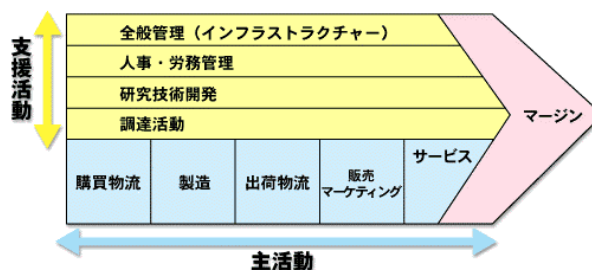 支援活動
全般管理（インフラストラクチャー）
人事・労務管理
研究技術開発
調達活動
購買物流
製造
出荷物流
販売
マーケティング
サービス
マージン
主活動